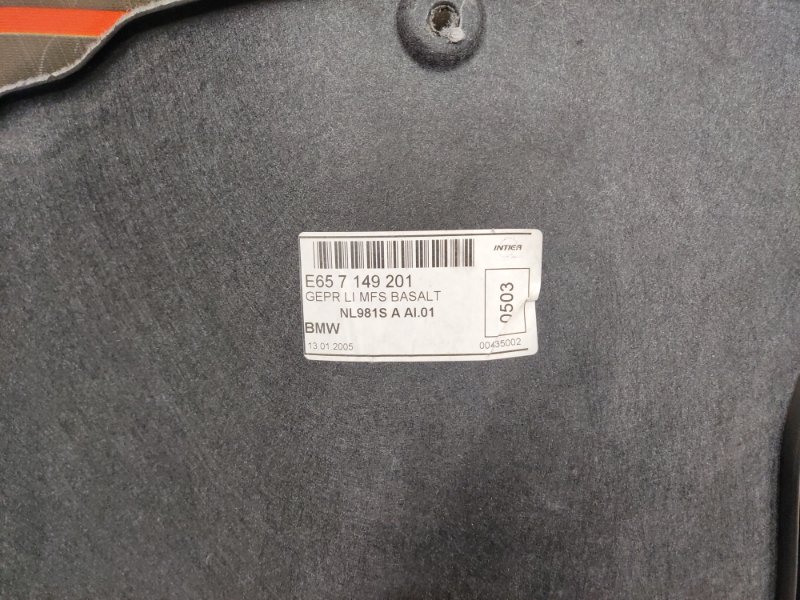 INTIER
E65 7 149 201
GEPR LI MFS BASALT
NL981S A AI.01
BMW
13.01.2005
0503
00435002